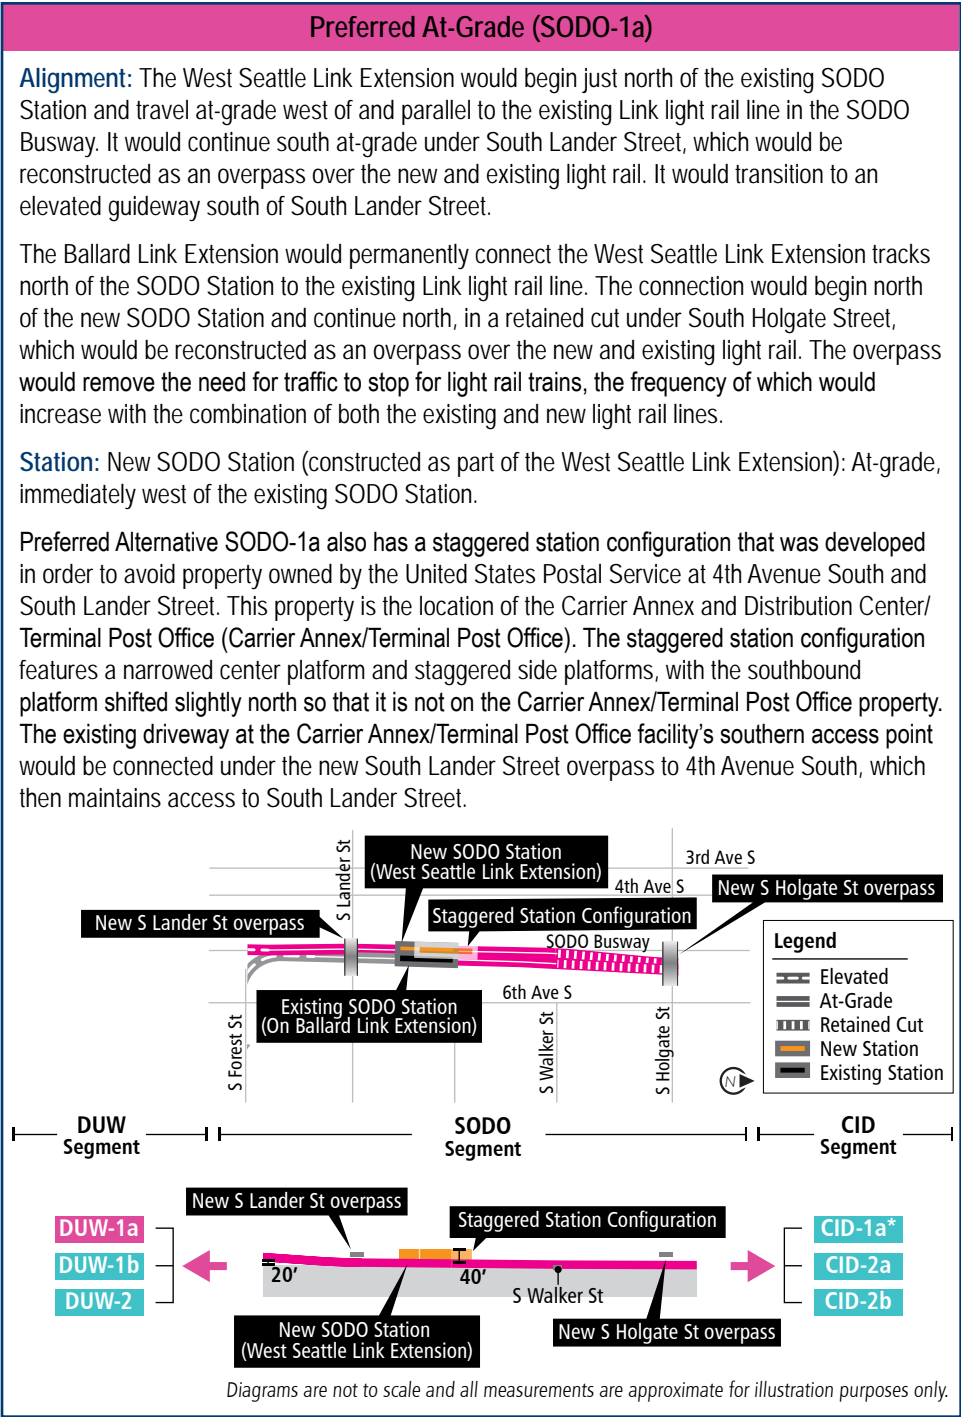 Preferred At-Grade (SODO-1a)
Alignment: The West Seattle Link Extension would begin just north of the existing SODO
Station and travel at-grade west of and parallel to the existing Link light rail line in the SODO
Busway. It would continue south at-grade under South Lander Street, which would be
reconstructed as an overpass over the new and existing light rail. It would transition to an
elevated guideway south of South Lander Street.
The Ballard Link Extension would permanently connect the West Seattle Link Extension tracks
north of the SODO Station to the existing Link light rail line. The connection would begin north
of the new SODO Station and continue north, in a retained cut under South Holgate Street,
which would be reconstructed as an overpass over the new and existing light rail. The overpass
would remove the need for traffic to stop for light rail trains, the frequency of which would
increase with the combination of both the existing and new light rail lines.
Station: New SODO Station (constructed as part of the West Seattle Link Extension): At-grade,
immediately west of the existing SODO Station.
Preferred Alternative SODO-1a also has a staggered station configuration that was developed
in order to avoid property owned by the United States Postal Service at 4th Avenue South and
South Lander Street. This property is the location of the Carrier Annex and Distribution Center/
Terminal Post Office (Carrier Annex/Terminal Post Office). The staggered station configuration
features a narrowed center platform and staggered side platforms, with the southbound
platform shifted slightly north so that it is not on the Carrier Annex/Terminal Post Office property.
The existing driveway at the Carrier Annex/Terminal Post Office facility's southern access point
would be connected under the new South Lander Street overpass to 4th Avenue South, which
then maintains access to South Lander Street.
S Lander St
New SODO Station
(West Seattle Link Extension)
3rd Ave S
4th Ave S
New S Holgate St overpass
New S Lander St overpass
Staggered Station Configuration
SODO Busway
Existing SODO Station
(On Ballard Link Extension)
6th Ave S
S Forest St
S Walker St
S Holgate St
N
Legend
Elevated
At-Grade
Retained Cut
New Station
Existing Station
DUW
Segment
SODO
Segment
CID
Segment
New S Lander St overpass
Staggered Station Configuration
DUW-1a
DUW-1b
DUW-2
20'
40'
S Walker St
New SODO Station
(West Seattle Link Extension)
New S Holgate St overpass
CID-1a*
CID-2a
CID-2b
Diagrams are not to scale and all measurements are approximate for illustration purposes only.